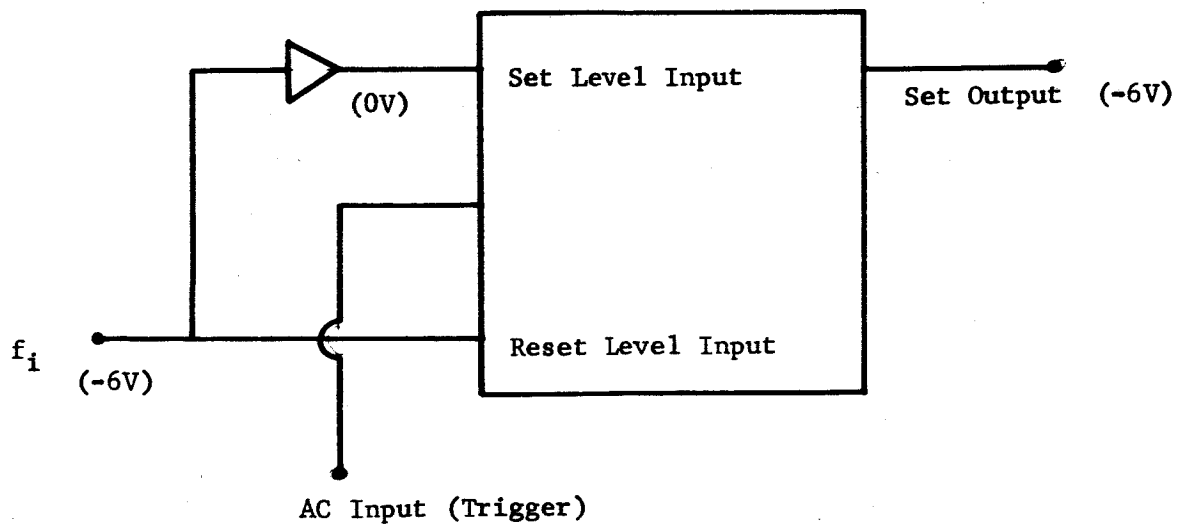 Set Level Input
(0V)
Set Output (-6V)
Reset Level Input
f_i
(-6V)
AC Input (Trigger)